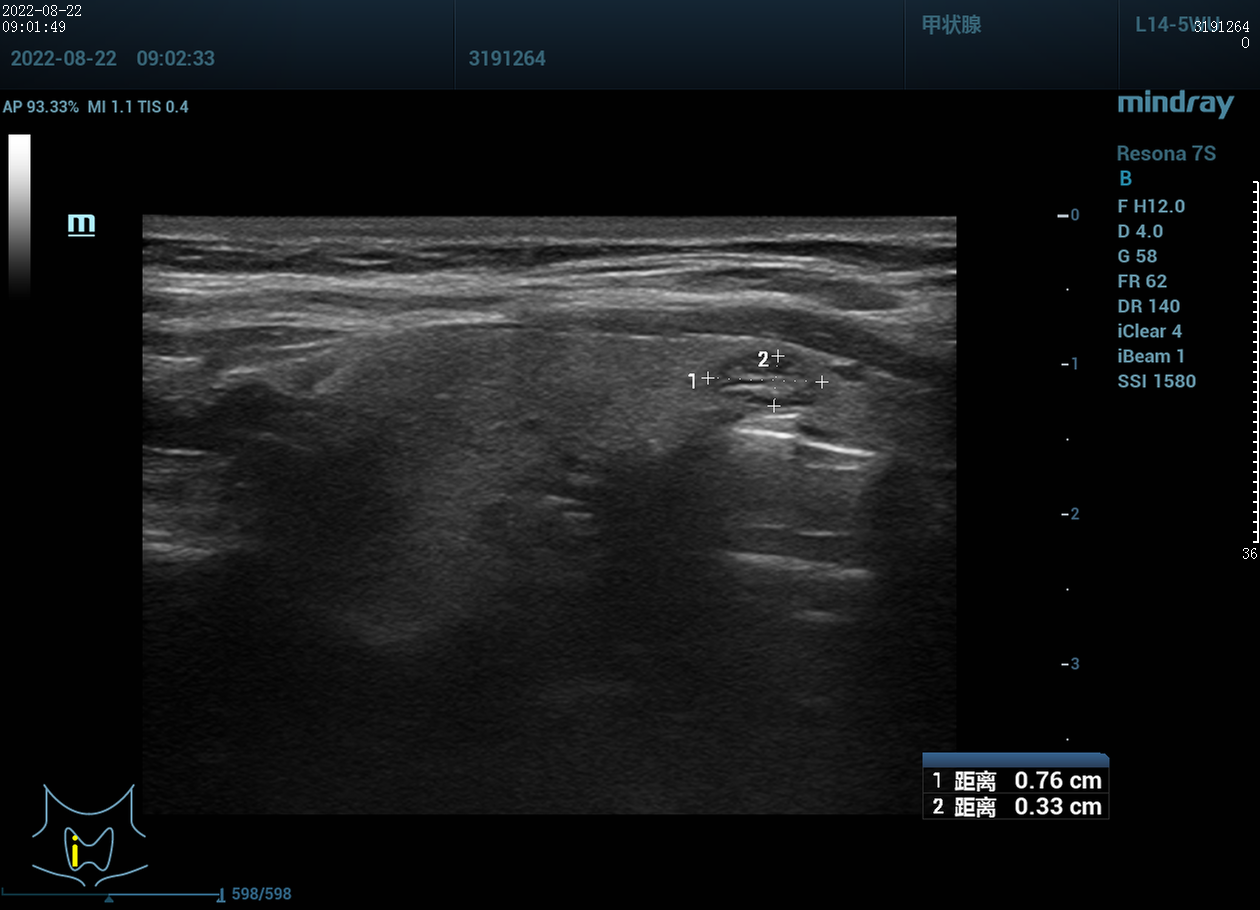 2022-08-22
09:01:49
2022-08-22 09:02:33
3191264
甲状腺
3191264
0
AP 93.33% MI 1.1 TIS 0.4
mindray
Resona 7S
B
F H12.0
D 4.0
G 58
FR 62
DR 140
iClear 4
iBeam 1
SSI 1580
m
0
1
2
3
2
1
36
1 距离 0.76 cm
2 距离 0.33 cm
i
598/598